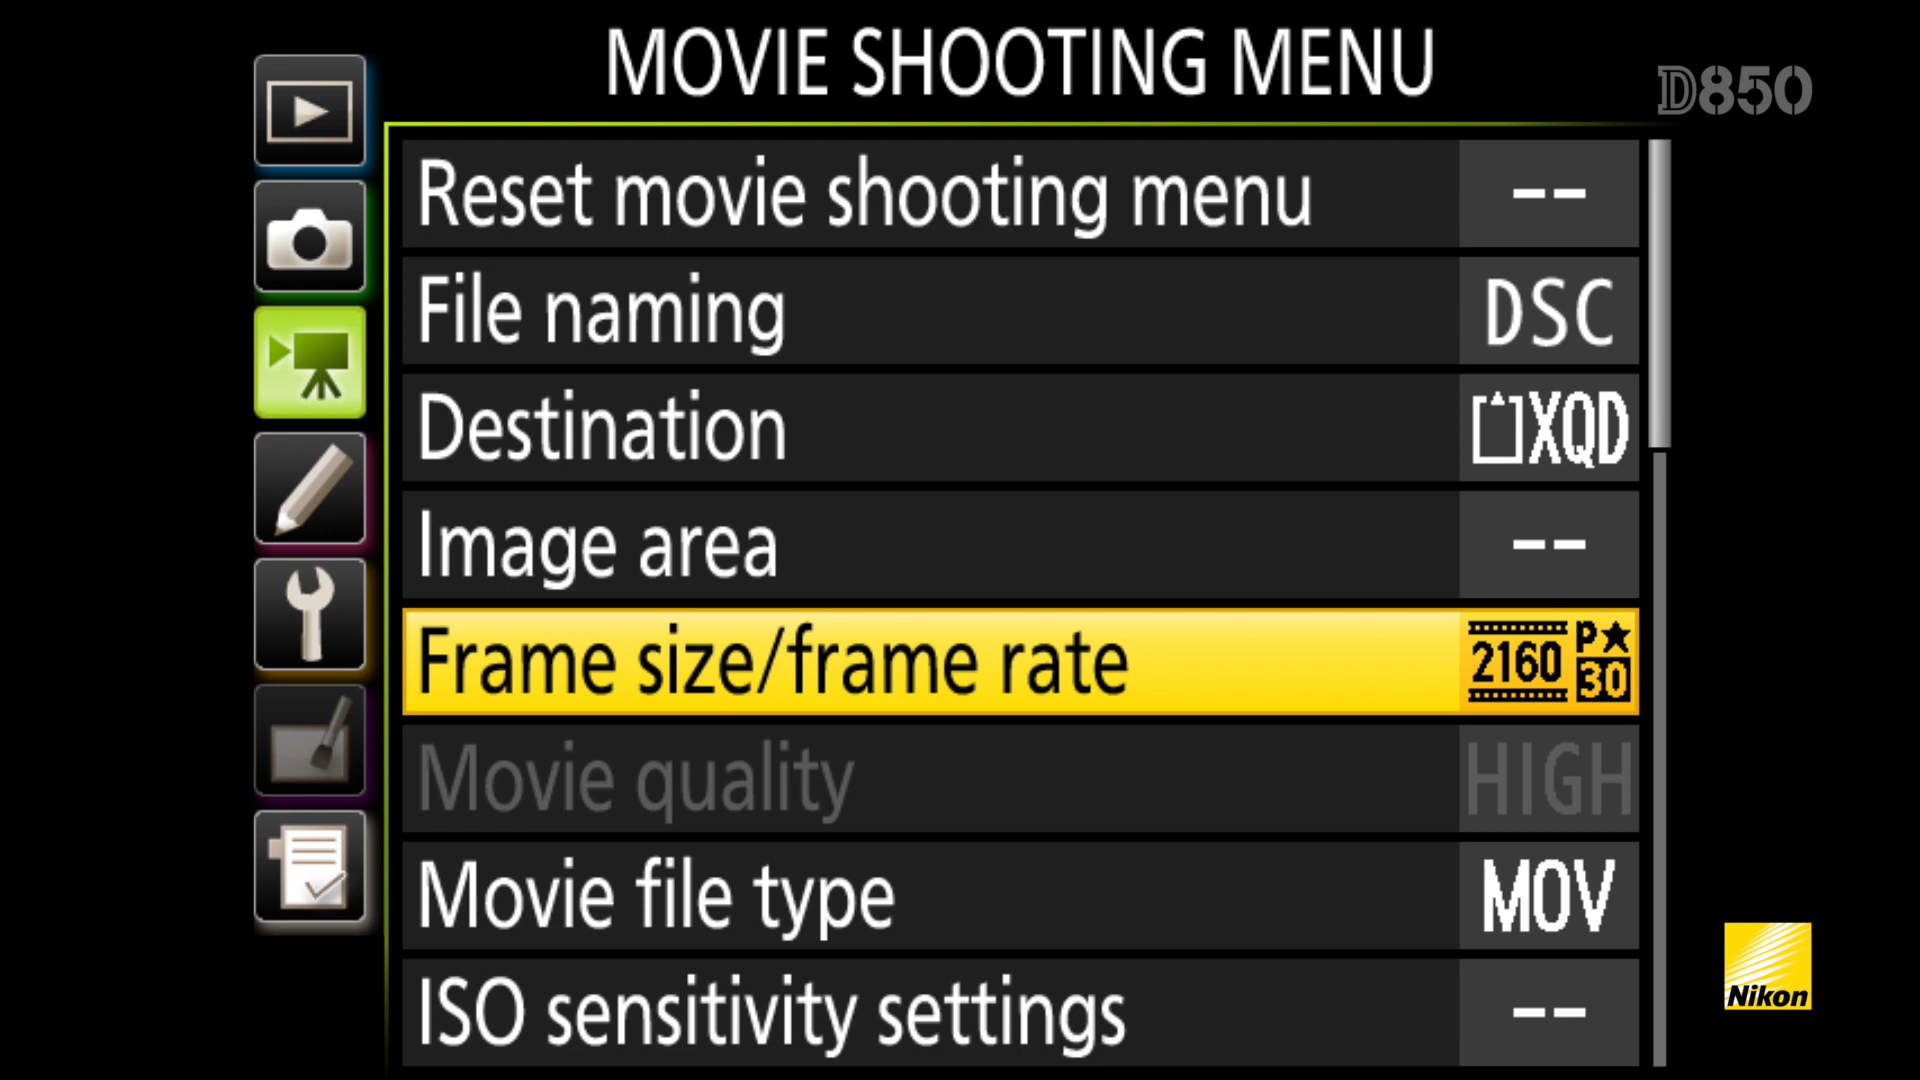 MOVIE SHOOTING MENU
D850
Reset movie shooting menu --
File naming DSC
Destination XQD
Image area --
Frame size/frame rate 2160 P★ 30
Movie quality HIGH
Movie file type MOV
ISO sensitivity settings --
Nikon